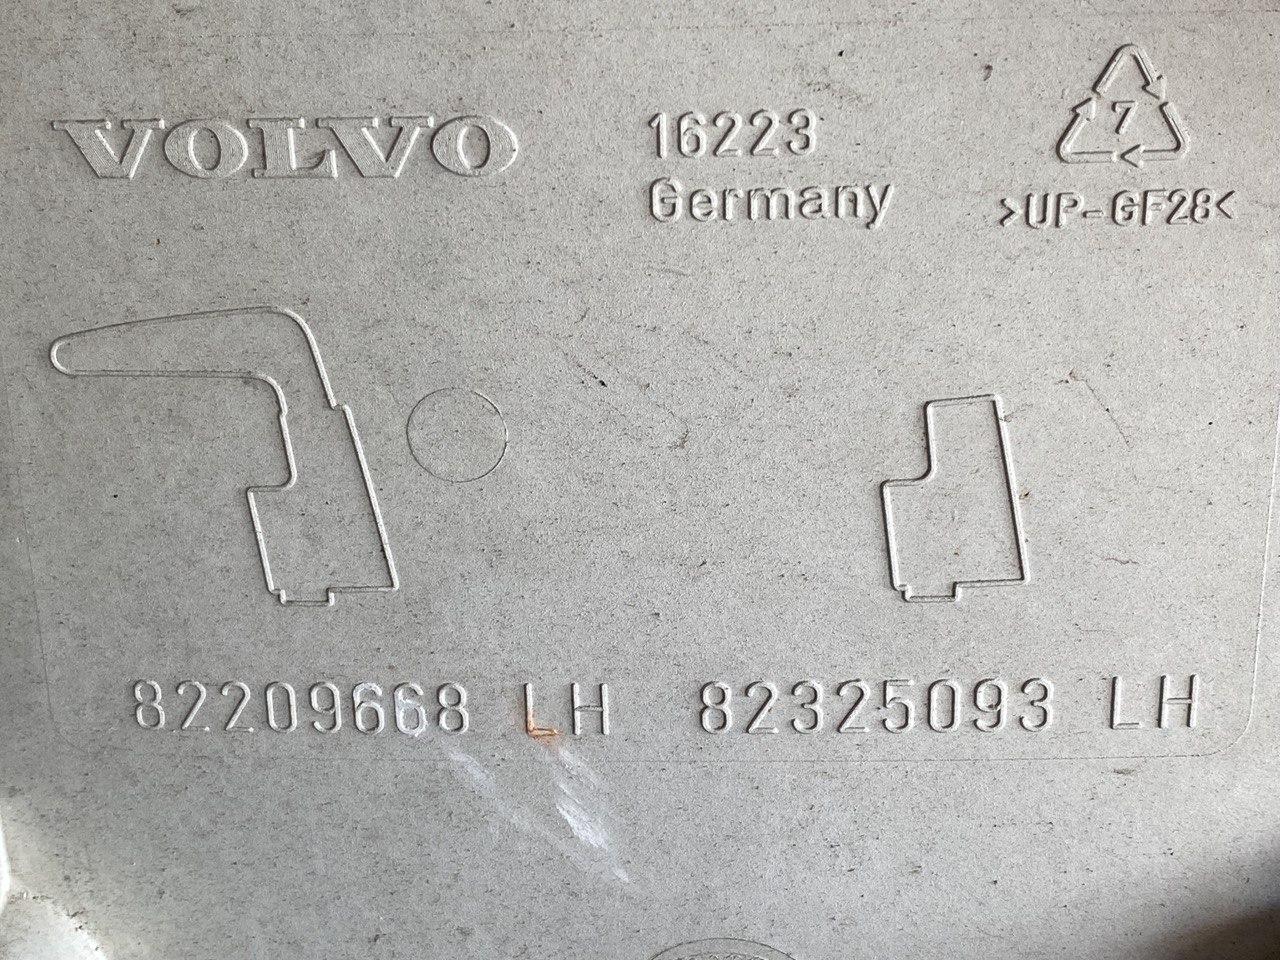 VOLVO
16223
Germany
7
>UP-GF28<
82209668 LH
82325093 LH